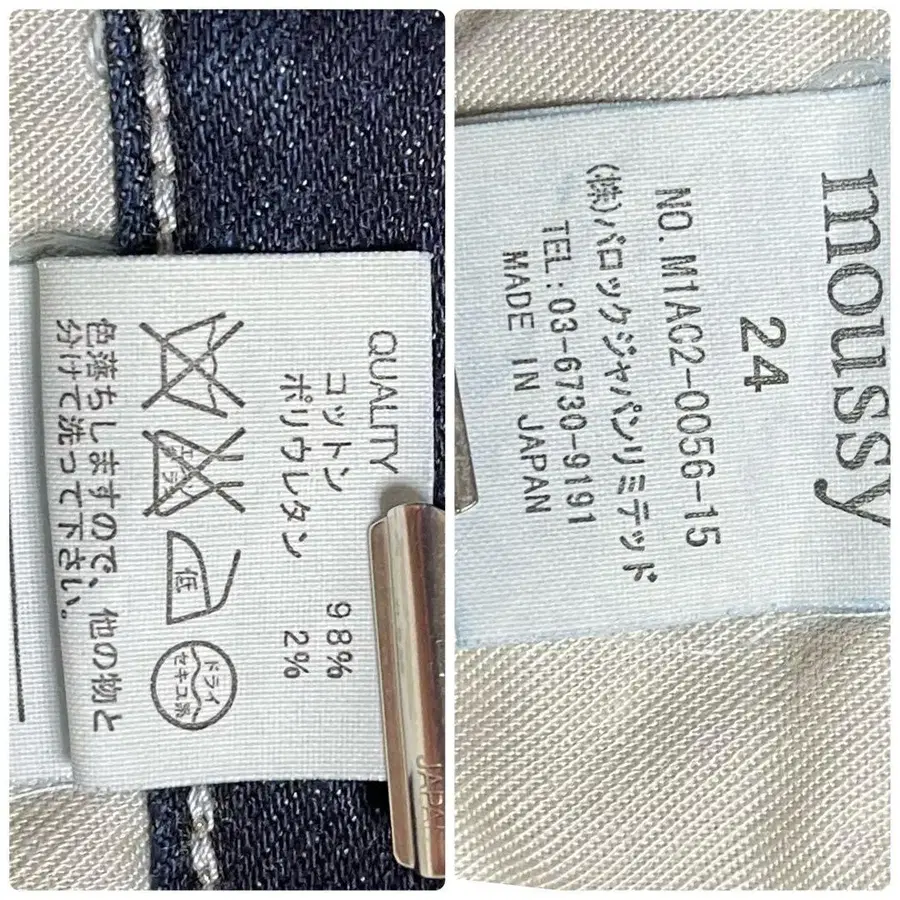 QUALITY
コットン 98%
ポリウレタン 2%
低
ドライ
セキユ系
色落ちしますので、他の物と
分けて洗って下さい。
JAPAN
moussy
24
NO.M1AC2-0056-15
(株)バロックジャパンリミテッド
TEL:03-6730-9191
MADE IN JAPAN